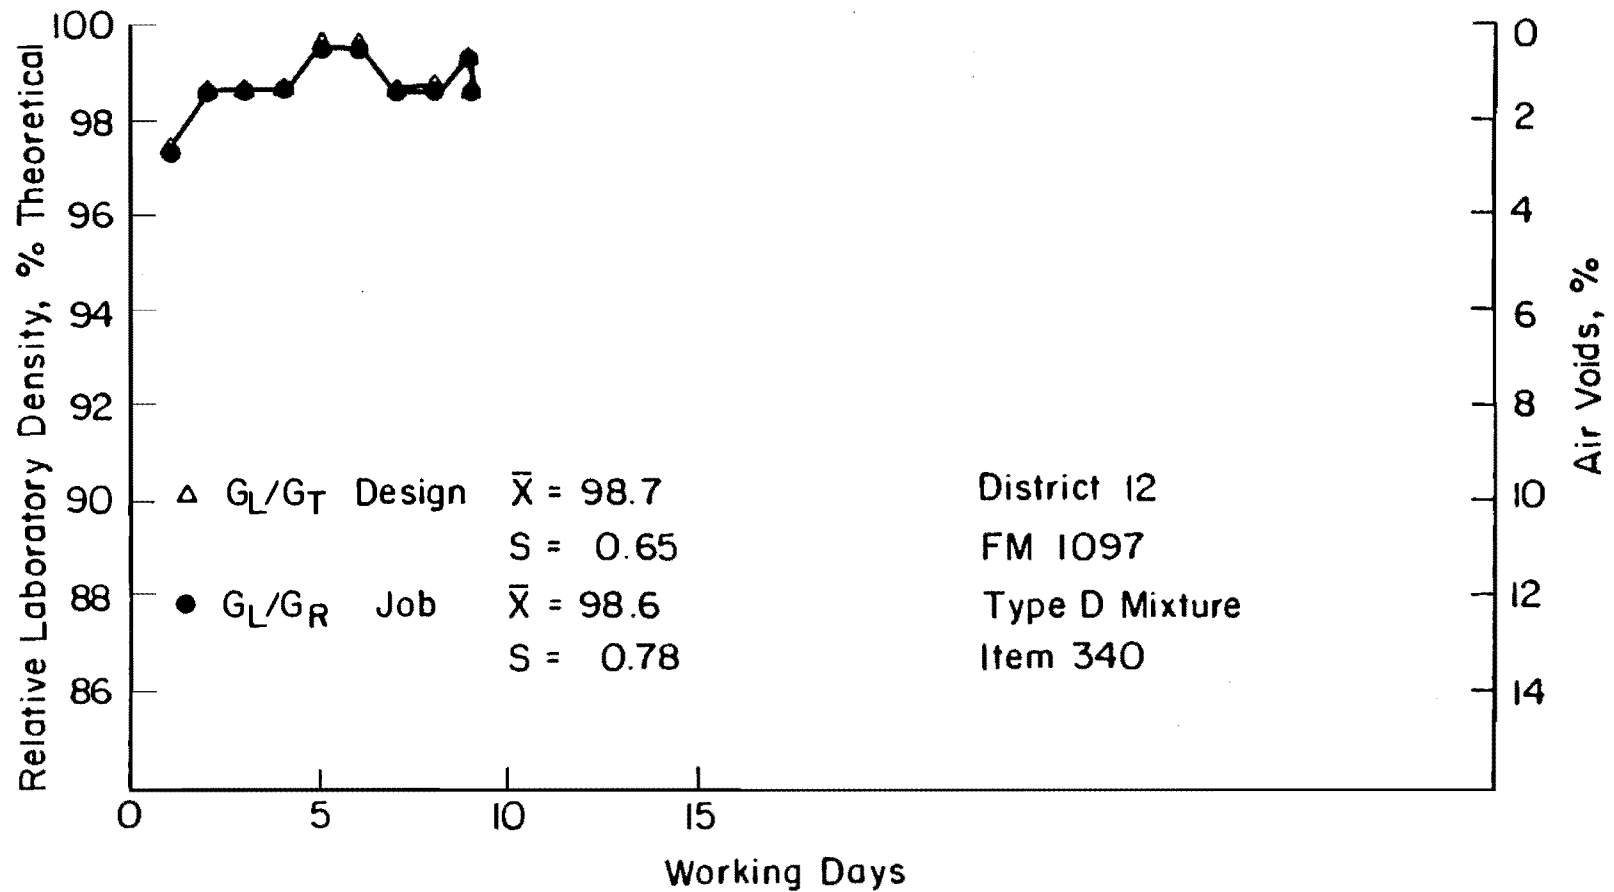 Relative Laboratory Density, % Theoretical
100
98
96
94
92
90
88
86
0
2
4
6
8
10
12
14
Air Voids, %
△ GL/GT Design X̄ = 98.7
S = 0.65
● GL/GR Job X̄ = 98.6
S = 0.78
District 12
FM 1097
Type D Mixture
Item 340
0 5 10 15
Working Days